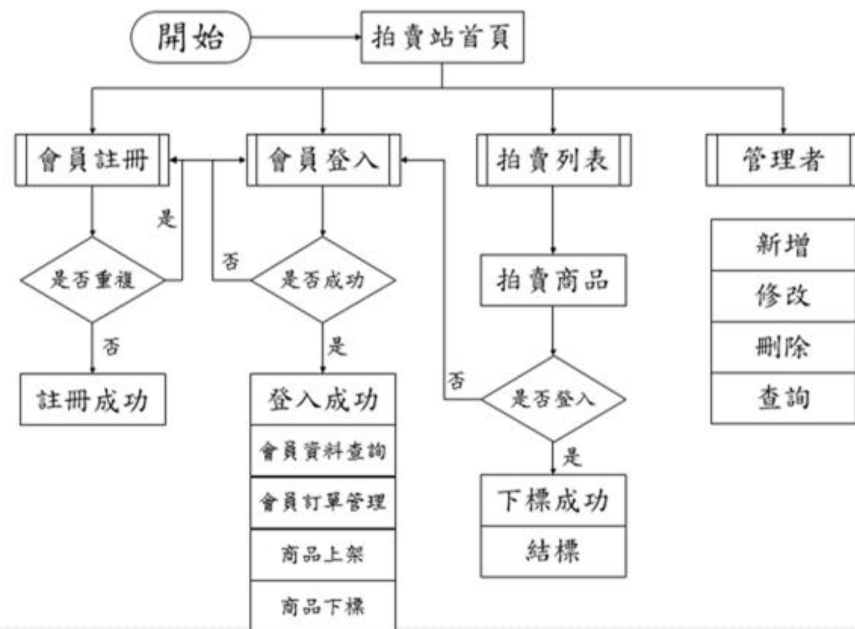 開始
拍賣站首頁
會員註冊
會員登入
拍賣列表
管理者
是
否
是否重複
是否成功
拍賣商品
新增
修改
刪除
查詢
否
是
否
是否登入
註冊成功
登入成功
會員資料查詢
會員訂單管理
商品上架
商品下標
是
下標成功
結標